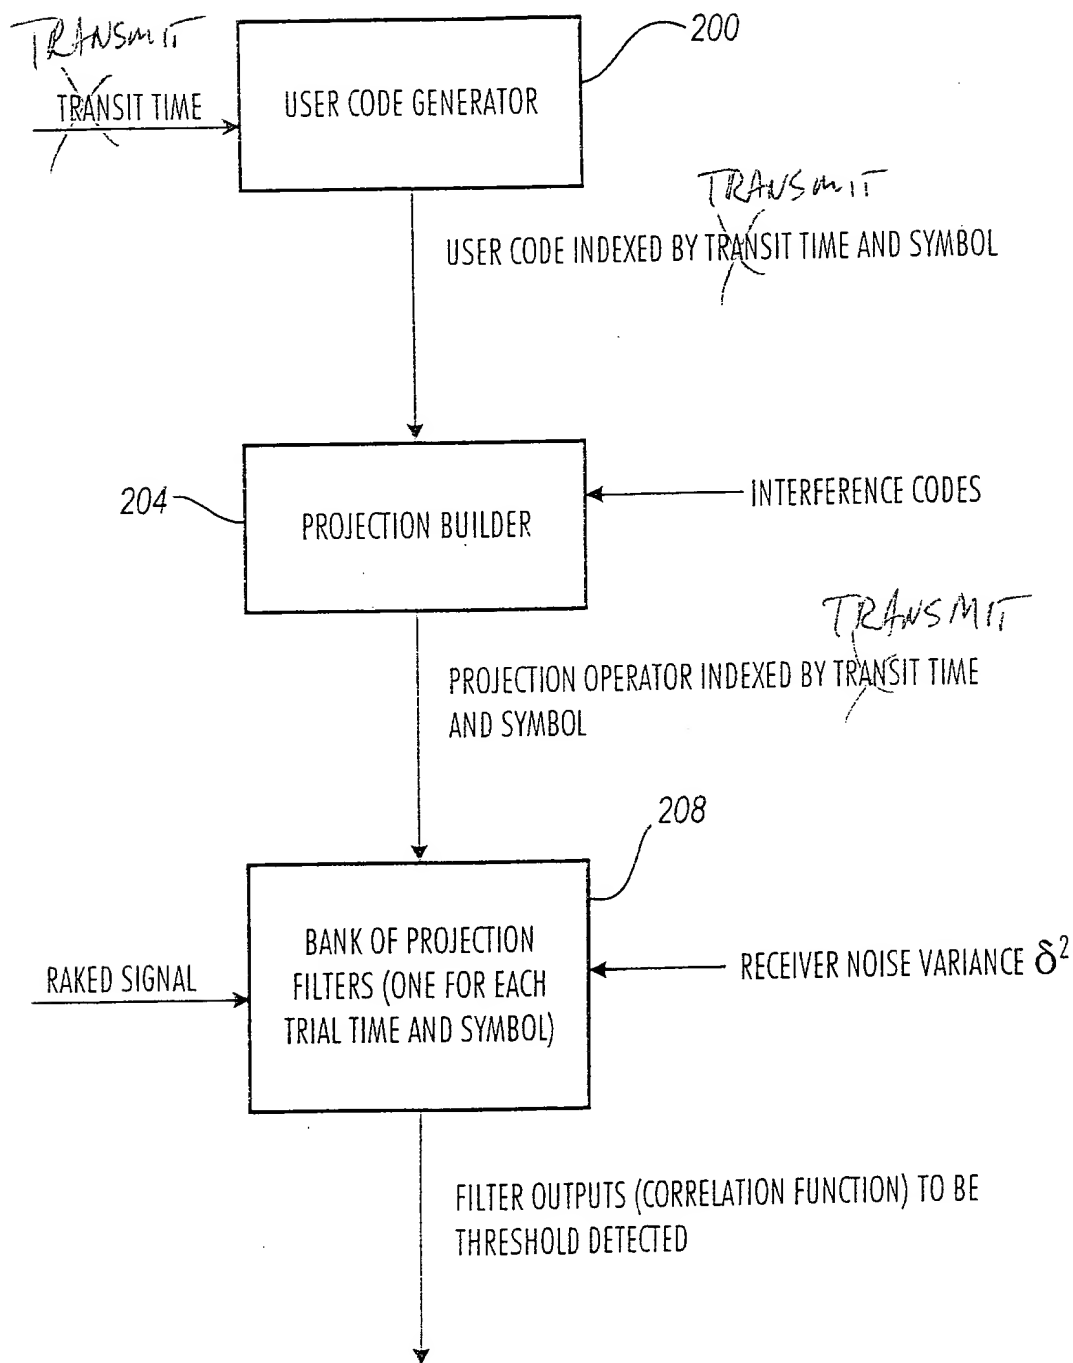 TRANSMIT
200
TRANSIT TIME
USER CODE GENERATOR
TRANSMIT
USER CODE INDEXED BY TRANSIT TIME AND SYMBOL
204
PROJECTION BUILDER
INTERFERENCE CODES
TRANSMIT
PROJECTION OPERATOR INDEXED BY TRANSIT TIME
AND SYMBOL
208
BANK OF PROJECTION
FILTERS (ONE FOR EACH
TRIAL TIME AND SYMBOL)
RAKED SIGNAL
RECEIVER NOISE VARIANCE δ²
FILTER OUTPUTS (CORRELATION FUNCTION) TO BE
THRESHOLD DETECTED